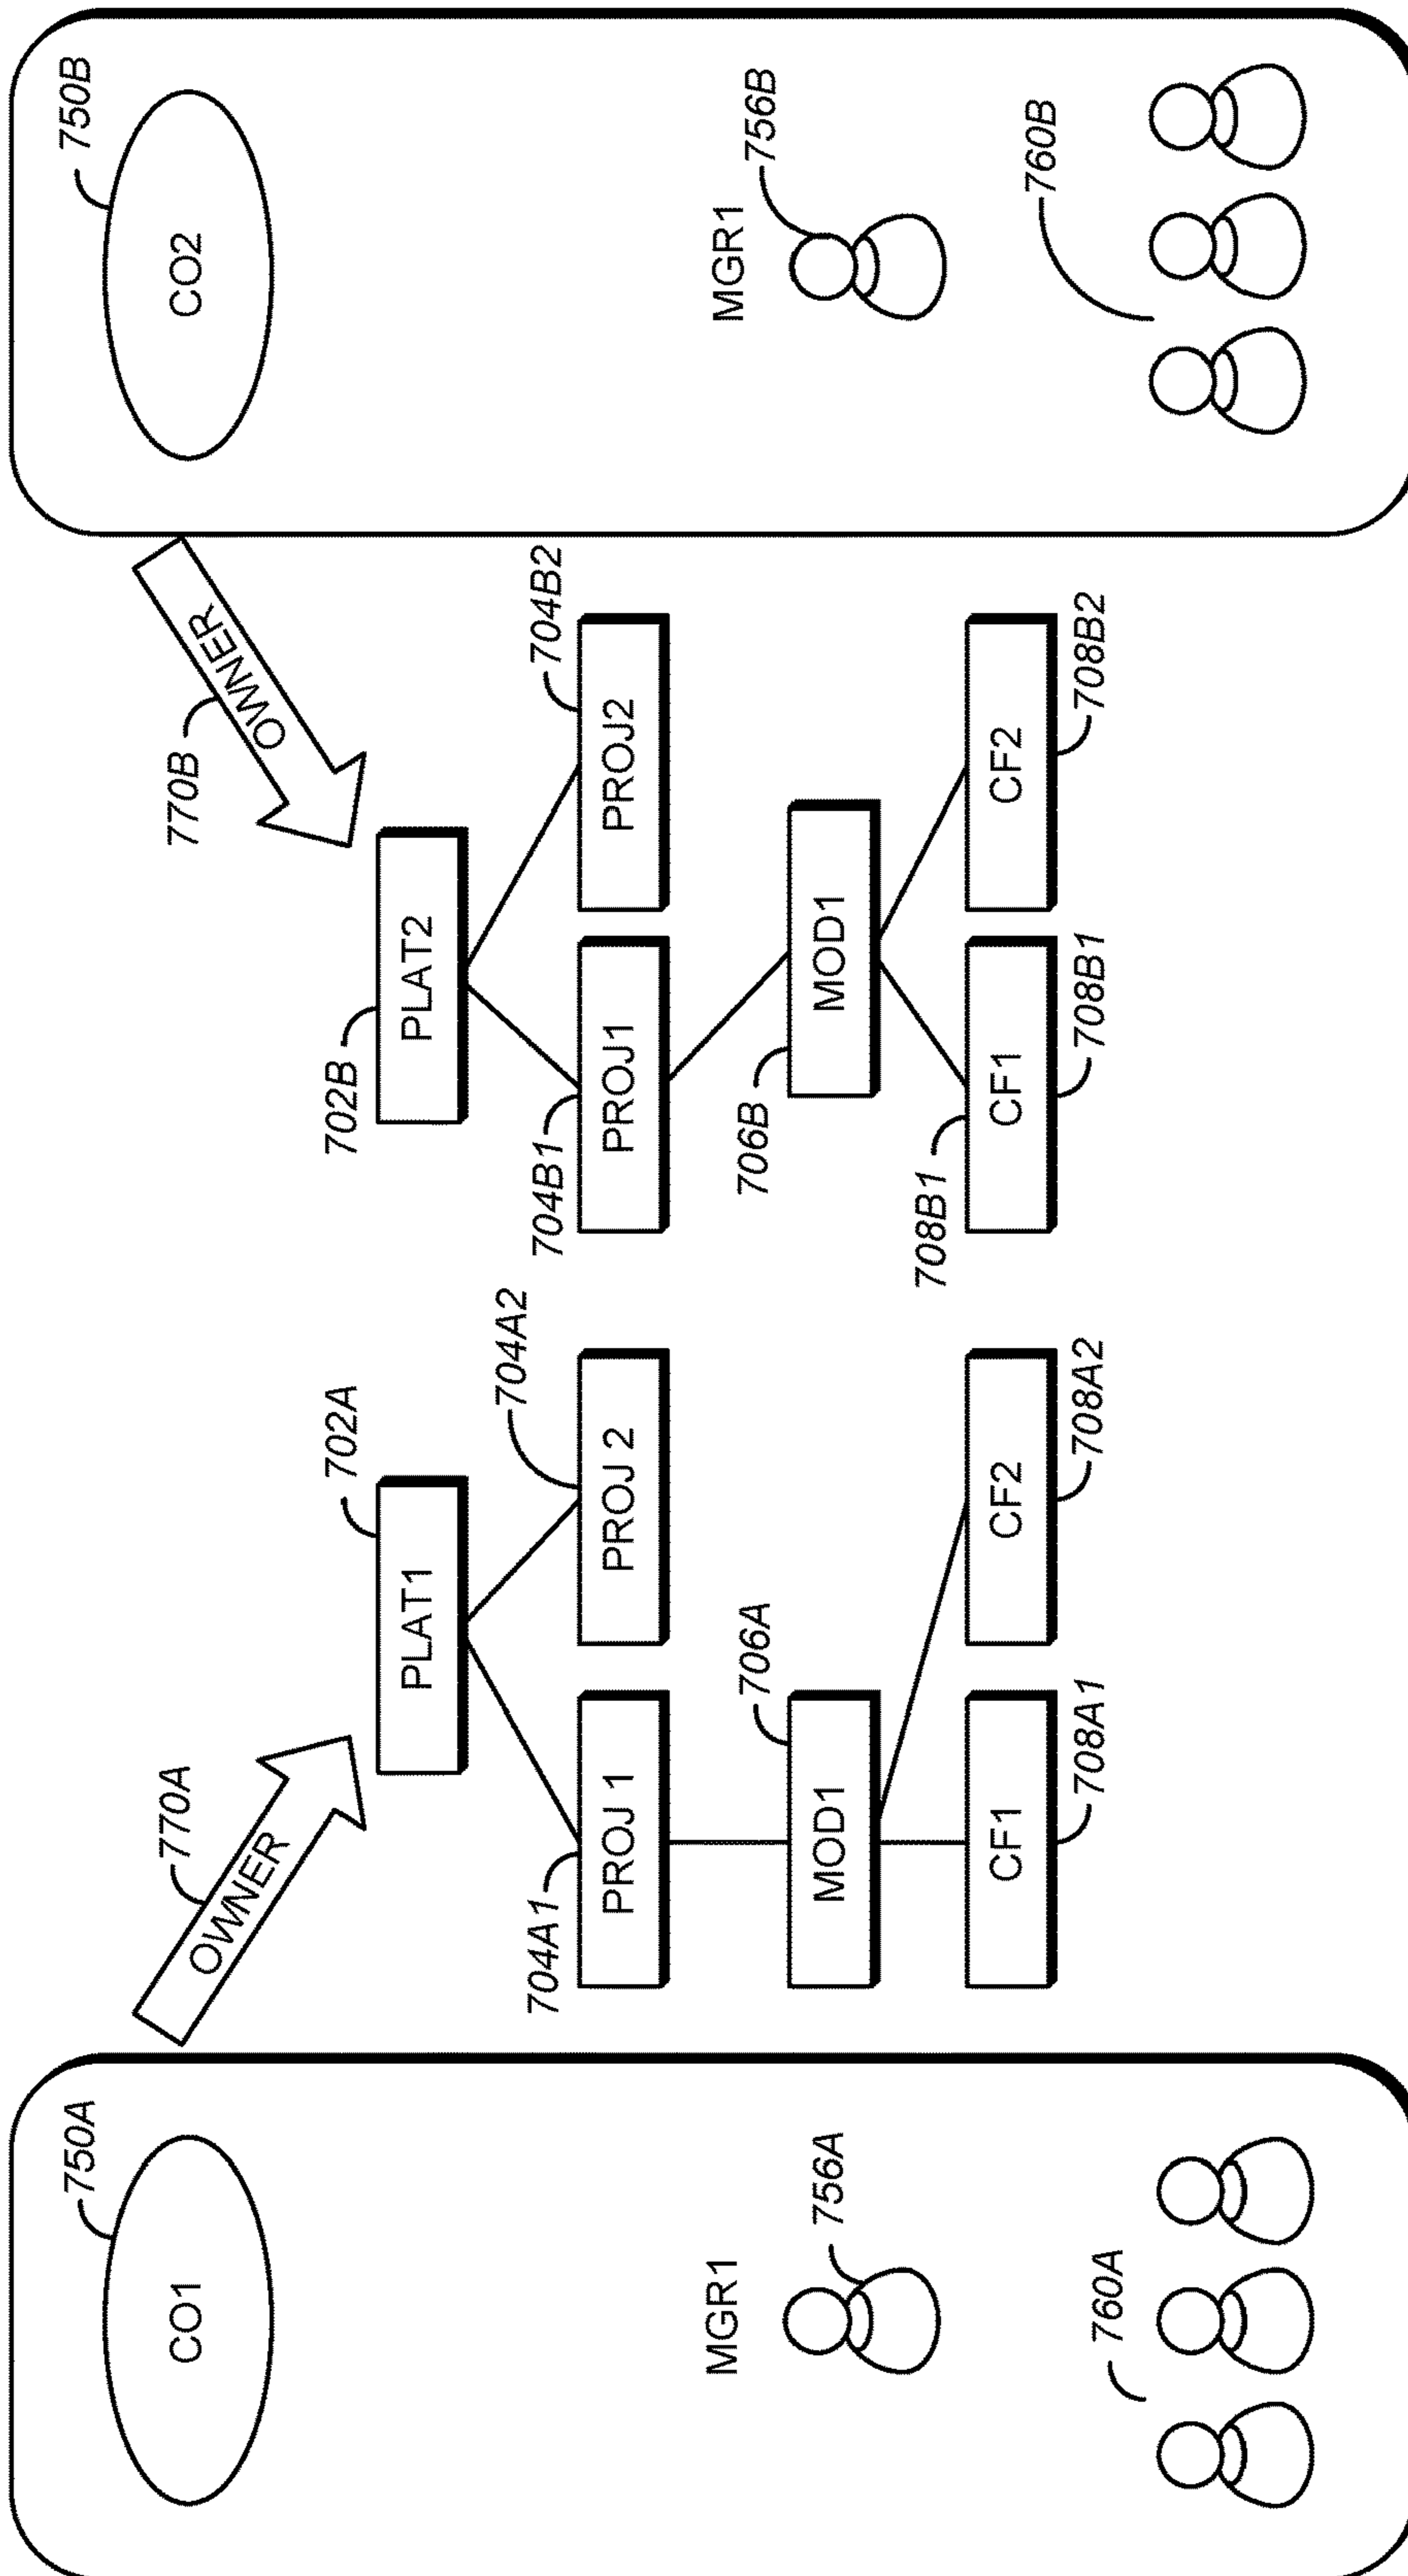 750A
CO1
MGR1
756A
760A
770A
OWNER
702A
PLAT1
704A1
PROJ 1
704A2
PROJ 2
706A
MOD1
CF1
708A1
CF2
708A2
770B
OWNER
702B
PLAT2
704B1
PROJ1
704B2
PROJ2
706B
MOD1
708B1
CF1
708B1
CF2
708B2
750B
CO2
MGR1
756B
760B